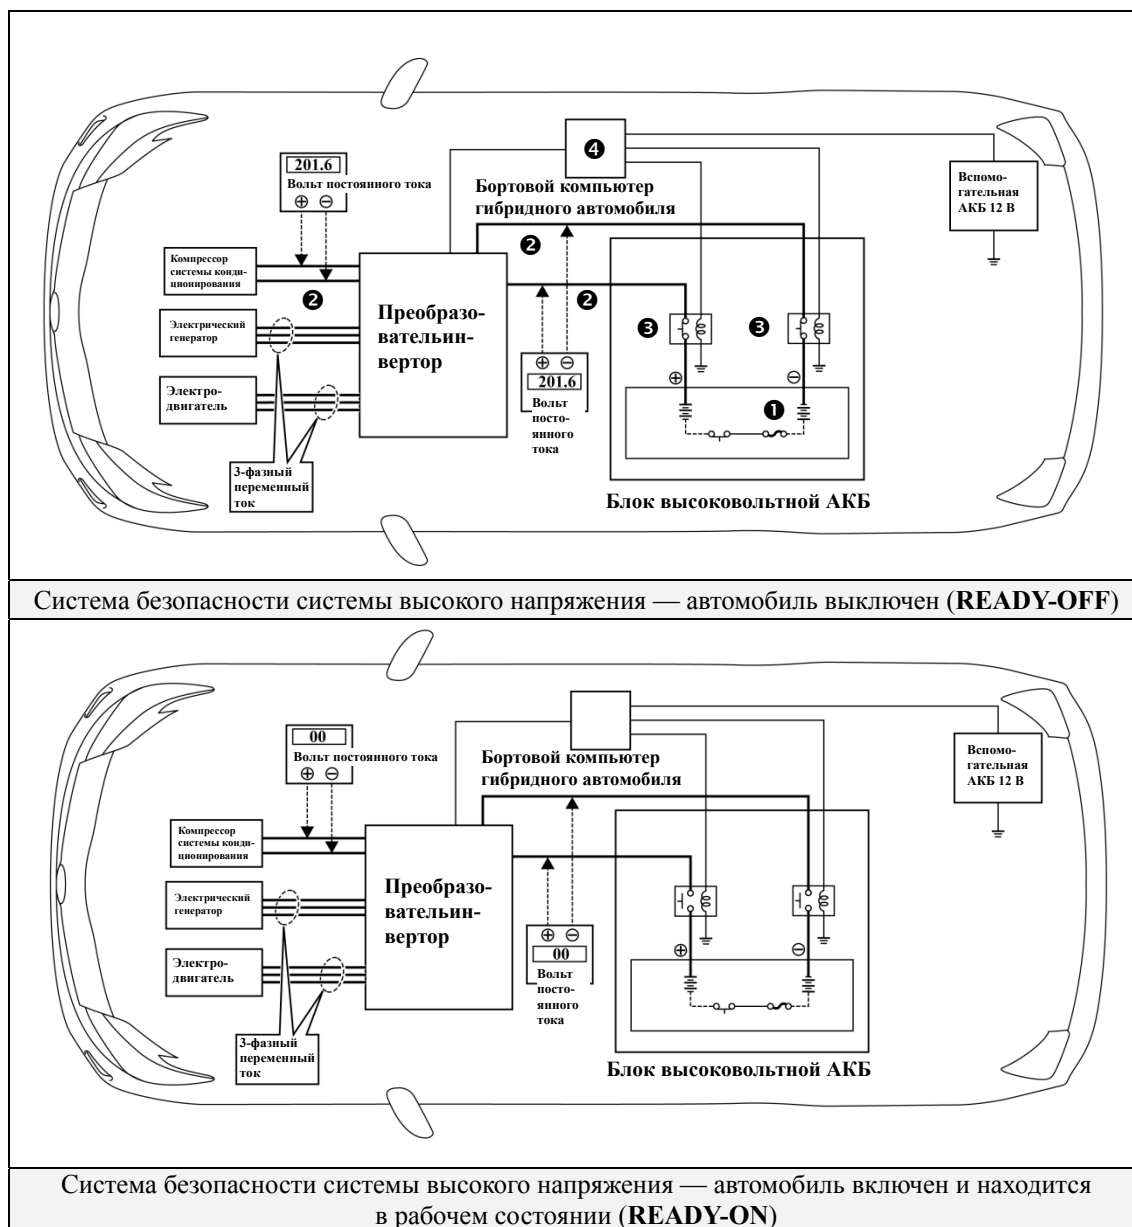 201.6
Вольт постоянного тока
⊕ ⊖
❹
Бортовой компьютер
гибридного автомобиля
Вспомо-
гательная
АКБ 12 В
Компрессор
системы конди-
ционирования
❷
❷
❷
Электрический
генератор
Преобразо-
вательин-
вертор
❸
❸
⊕ ⊖
201.6
Вольт
посто-
янного
тока
⊕
⊖
❶
Электро-
двигатель
3-фазный
переменный
ток
Блок высоковольтной АКБ
Система безопасности системы высокого напряжения — автомобиль выключен (READY-OFF)
00
Вольт постоянного тока
⊕ ⊖
Бортовой компьютер
гибридного автомобиля
Вспомо-
гательная
АКБ 12 В
Компрессор
системы конди-
ционирования
Электрический
генератор
Преобразо-
вательин-
вертор
⊕ ⊖
00
Вольт
посто-
янного
тока
⊕
⊖
Электро-
двигатель
3-фазный
переменный
ток
Блок высоковольтной АКБ
Система безопасности системы высокого напряжения — автомобиль включен и находится
в рабочем состоянии (READY-ON)